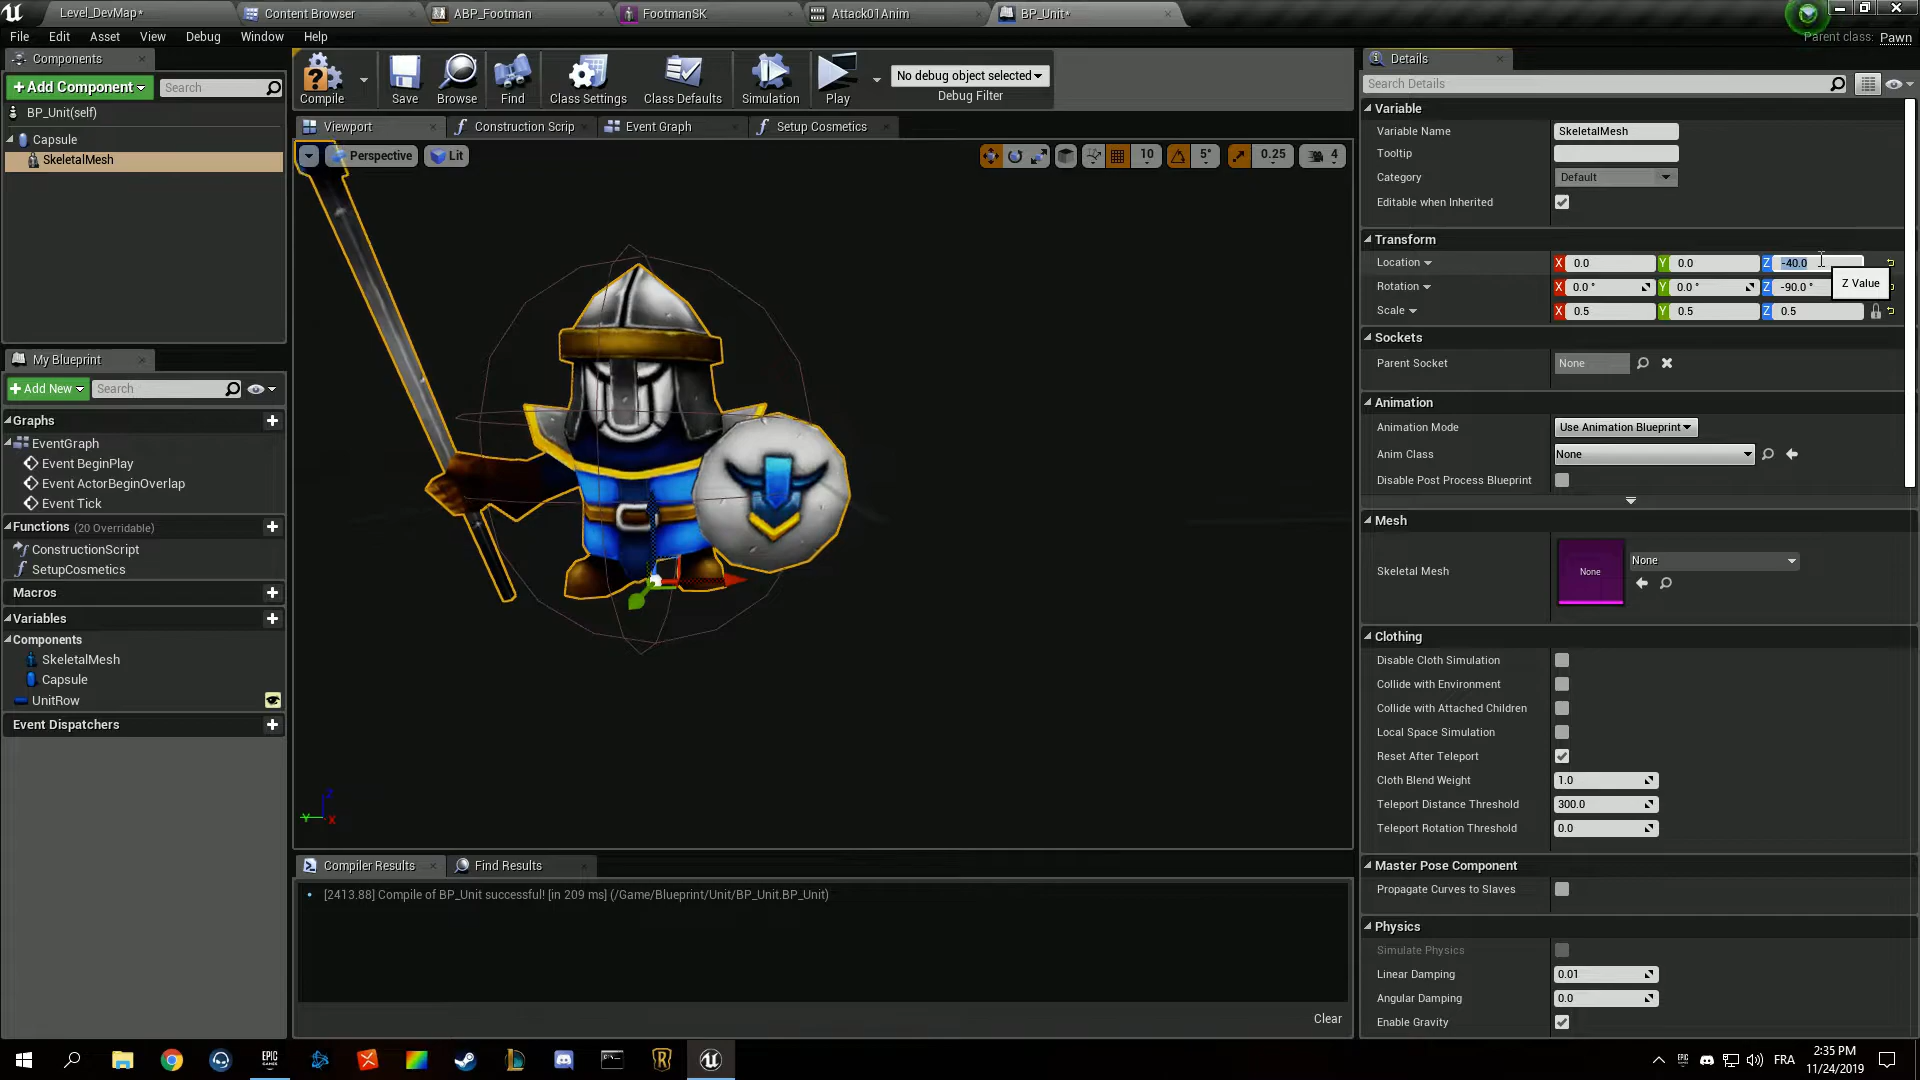 Level_DevMap*
Content Browser
ABP_Footman
FootmanSK
Attack01Anim
BP_Unit*
File Edit Asset View Debug Window Help
Parent class: Pawn
Components
+Add Component
Search
BP_Unit(self)
Capsule
SkeletalMesh
My Blueprint
+Add New
Search
Graphs
EventGraph
Event BeginPlay
Event ActorBeginOverlap
Event Tick
Functions (20 Overridable)
ConstructionScript
SetupCosmetics
Macros
Variables
Components
SkeletalMesh
Capsule
UnitRow
Event Dispatchers
Compile
Save
Browse
Find
Class Settings
Class Defaults
Simulation
Play
No debug object selected
Debug Filter
Viewport
Construction Scrip
Event Graph
Setup Cosmetics
Perspective
Lit
10
5°
0.25
4
Z
Y
X
Compiler Results
Find Results
[2413.88] Compile of BP_Unit successful! [in 209 ms] (/Game/Blueprint/Unit/BP_Unit.BP_Unit)
Clear
Details
Search Details
Variable
Variable Name SkeletalMesh
Tooltip
Category Default
Editable when Inherited
Transform
Location X 0.0 Y 0.0 Z -40.0
Rotation X 0.0 ° Y 0.0 ° Z -90.0 °
Z Value
Scale X 0.5 Y 0.5 Z 0.5
Sockets
Parent Socket None
Animation
Animation Mode Use Animation Blueprint
Anim Class None
Disable Post Process Blueprint
Mesh
Skeletal Mesh None None
Clothing
Disable Cloth Simulation
Collide with Environment
Collide with Attached Children
Local Space Simulation
Reset After Teleport
Cloth Blend Weight 1.0
Teleport Distance Threshold 300.0
Teleport Rotation Threshold 0.0
Master Pose Component
Propagate Curves to Slaves
Physics
Simulate Physics
Linear Damping 0.01
Angular Damping 0.0
Enable Gravity
EPIC GAMES
FRA
2:35 PM
11/24/2019